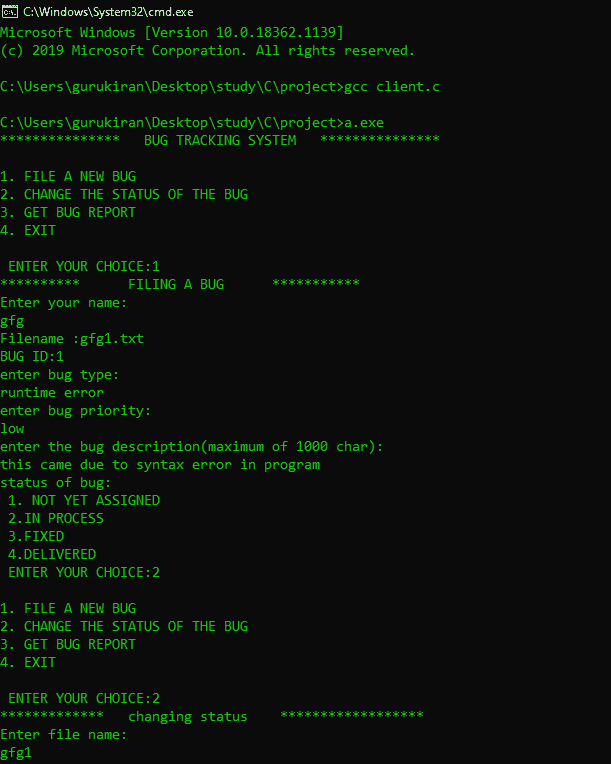 C:\Windows\System32\cmd.exe
Microsoft Windows [Version 10.0.18362.1139]
(c) 2019 Microsoft Corporation. All rights reserved.
C:\Users\gurukiran\Desktop\study\C\project>gcc client.c
C:\Users\gurukiran\Desktop\study\C\project>a.exe
***************   BUG TRACKING SYSTEM   ***************
1. FILE A NEW BUG
2. CHANGE THE STATUS OF THE BUG
3. GET BUG REPORT
4. EXIT
ENTER YOUR CHOICE:1
**********      FILING A BUG      ***********
Enter your name:
gfg
Filename :gfg1.txt
BUG ID:1
enter bug type:
runtime error
enter bug priority:
low
enter the bug description(maximum of 1000 char):
this came due to syntax error in program
status of bug:
1. NOT YET ASSIGNED
2.IN PROCESS
3.FIXED
4.DELIVERED
ENTER YOUR CHOICE:2
1. FILE A NEW BUG
2. CHANGE THE STATUS OF THE BUG
3. GET BUG REPORT
4. EXIT
ENTER YOUR CHOICE:2
*************   changing status    ******************
Enter file name:
gfg1